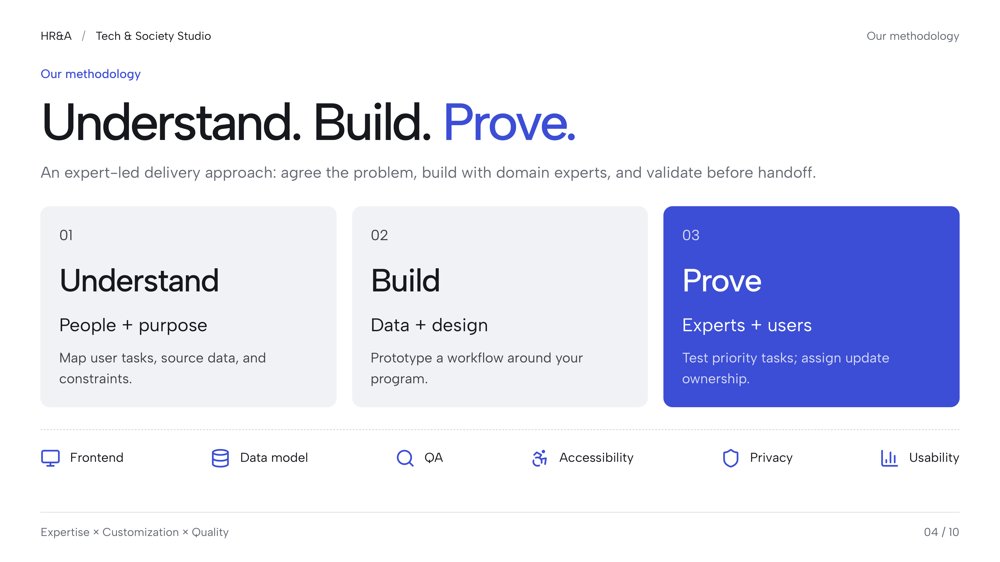 HR&A / Tech & Society Studio
Our methodology
Our methodology
Understand. Build. Prove.
An expert-led delivery approach: agree the problem, build with domain experts, and validate before handoff.
01
Understand
People + purpose
Map user tasks, source data, and
constraints.
02
Build
Data + design
Prototype a workflow around your
program.
03
Prove
Experts + users
Test priority tasks; assign update
ownership.
Frontend
Data model
QA
Accessibility
Privacy
Usability
Expertise × Customization × Quality
04 / 10